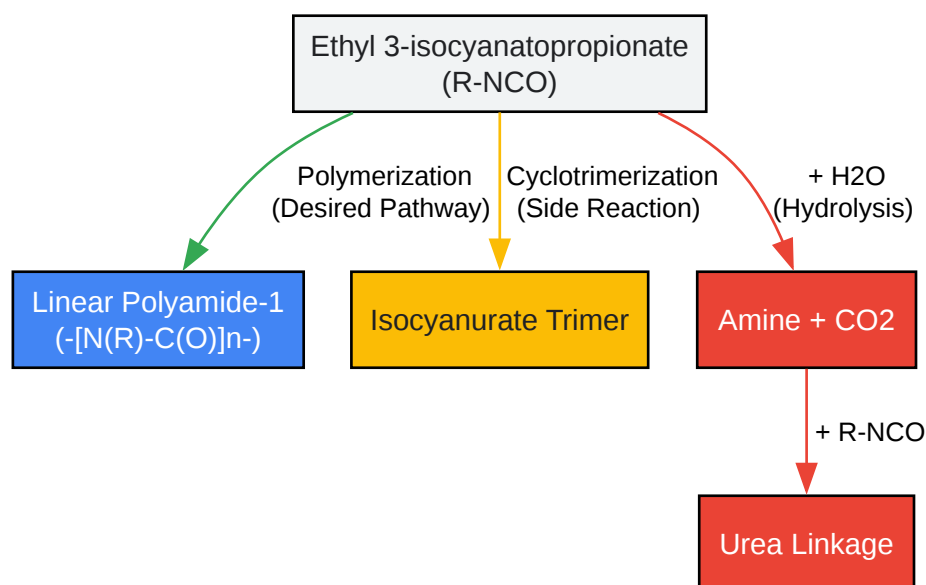 Ethyl 3-isocyanatopropionate
(R-NCO)
Polymerization
(Desired Pathway)
Cyclotrimerization
(Side Reaction)
+ H2O
(Hydrolysis)
Linear Polyamide-1
(-[N(R)-C(O)]n-)
Isocyanurate Trimer
Amine + CO2
+ R-NCO
Urea Linkage